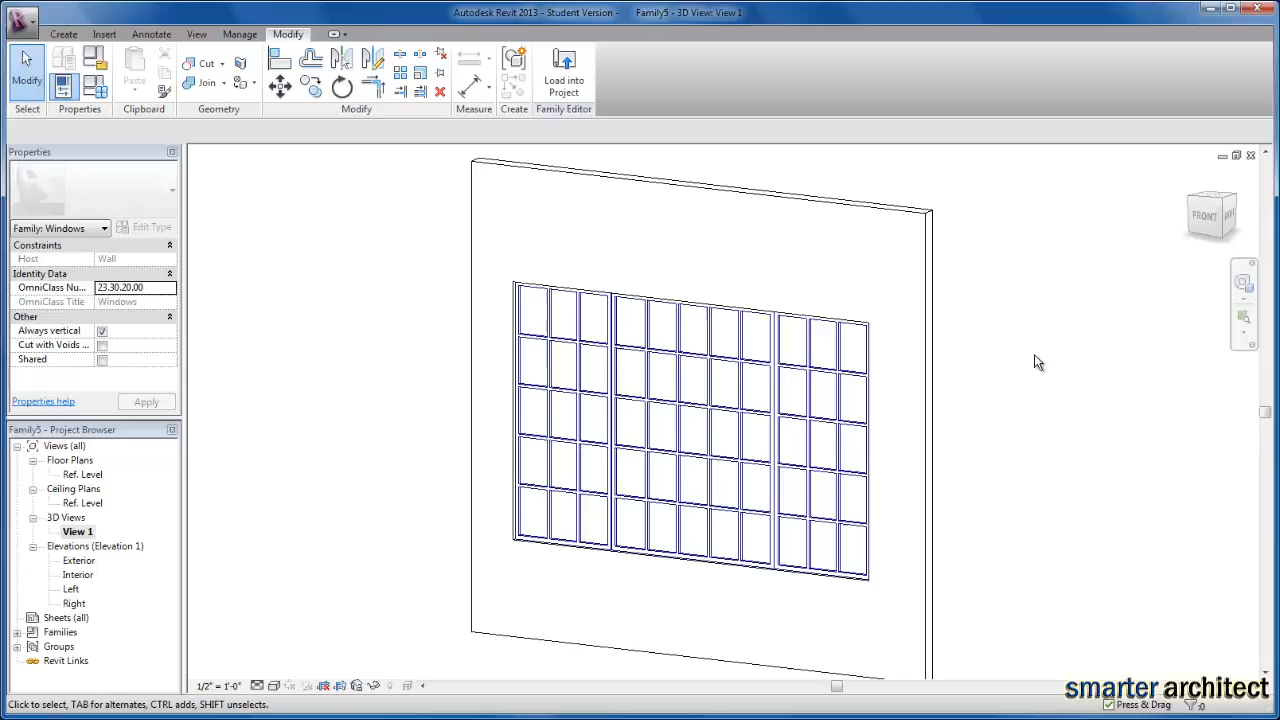 Autodesk Revit 2013 - Student Version - Family5 - 3D View: View 1
Create Insert Annotate View Manage Modify
Modify
Paste
Cut
Join
Load into
Project
Select Properties Clipboard Geometry Modify Measure Create Family Editor
Properties
Family: Windows Edit Type
Constraints
Host Wall
Identity Data
OmniClass Nu... 23.30.20.00
OmniClass Title Windows
Other
Always vertical
Cut with Voids ...
Shared
Properties help Apply
Family5 - Project Browser
Views (all)
Floor Plans
Ref. Level
Ceiling Plans
Ref. Level
3D Views
View 1
Elevations (Elevation 1)
Exterior
Interior
Left
Right
Sheets (all)
Families
Groups
Revit Links
FRONT
1/2" = 1'-0"
smarter architect
Click to select, TAB for alternates, CTRL adds, SHIFT unselects.
Press & Drag :0